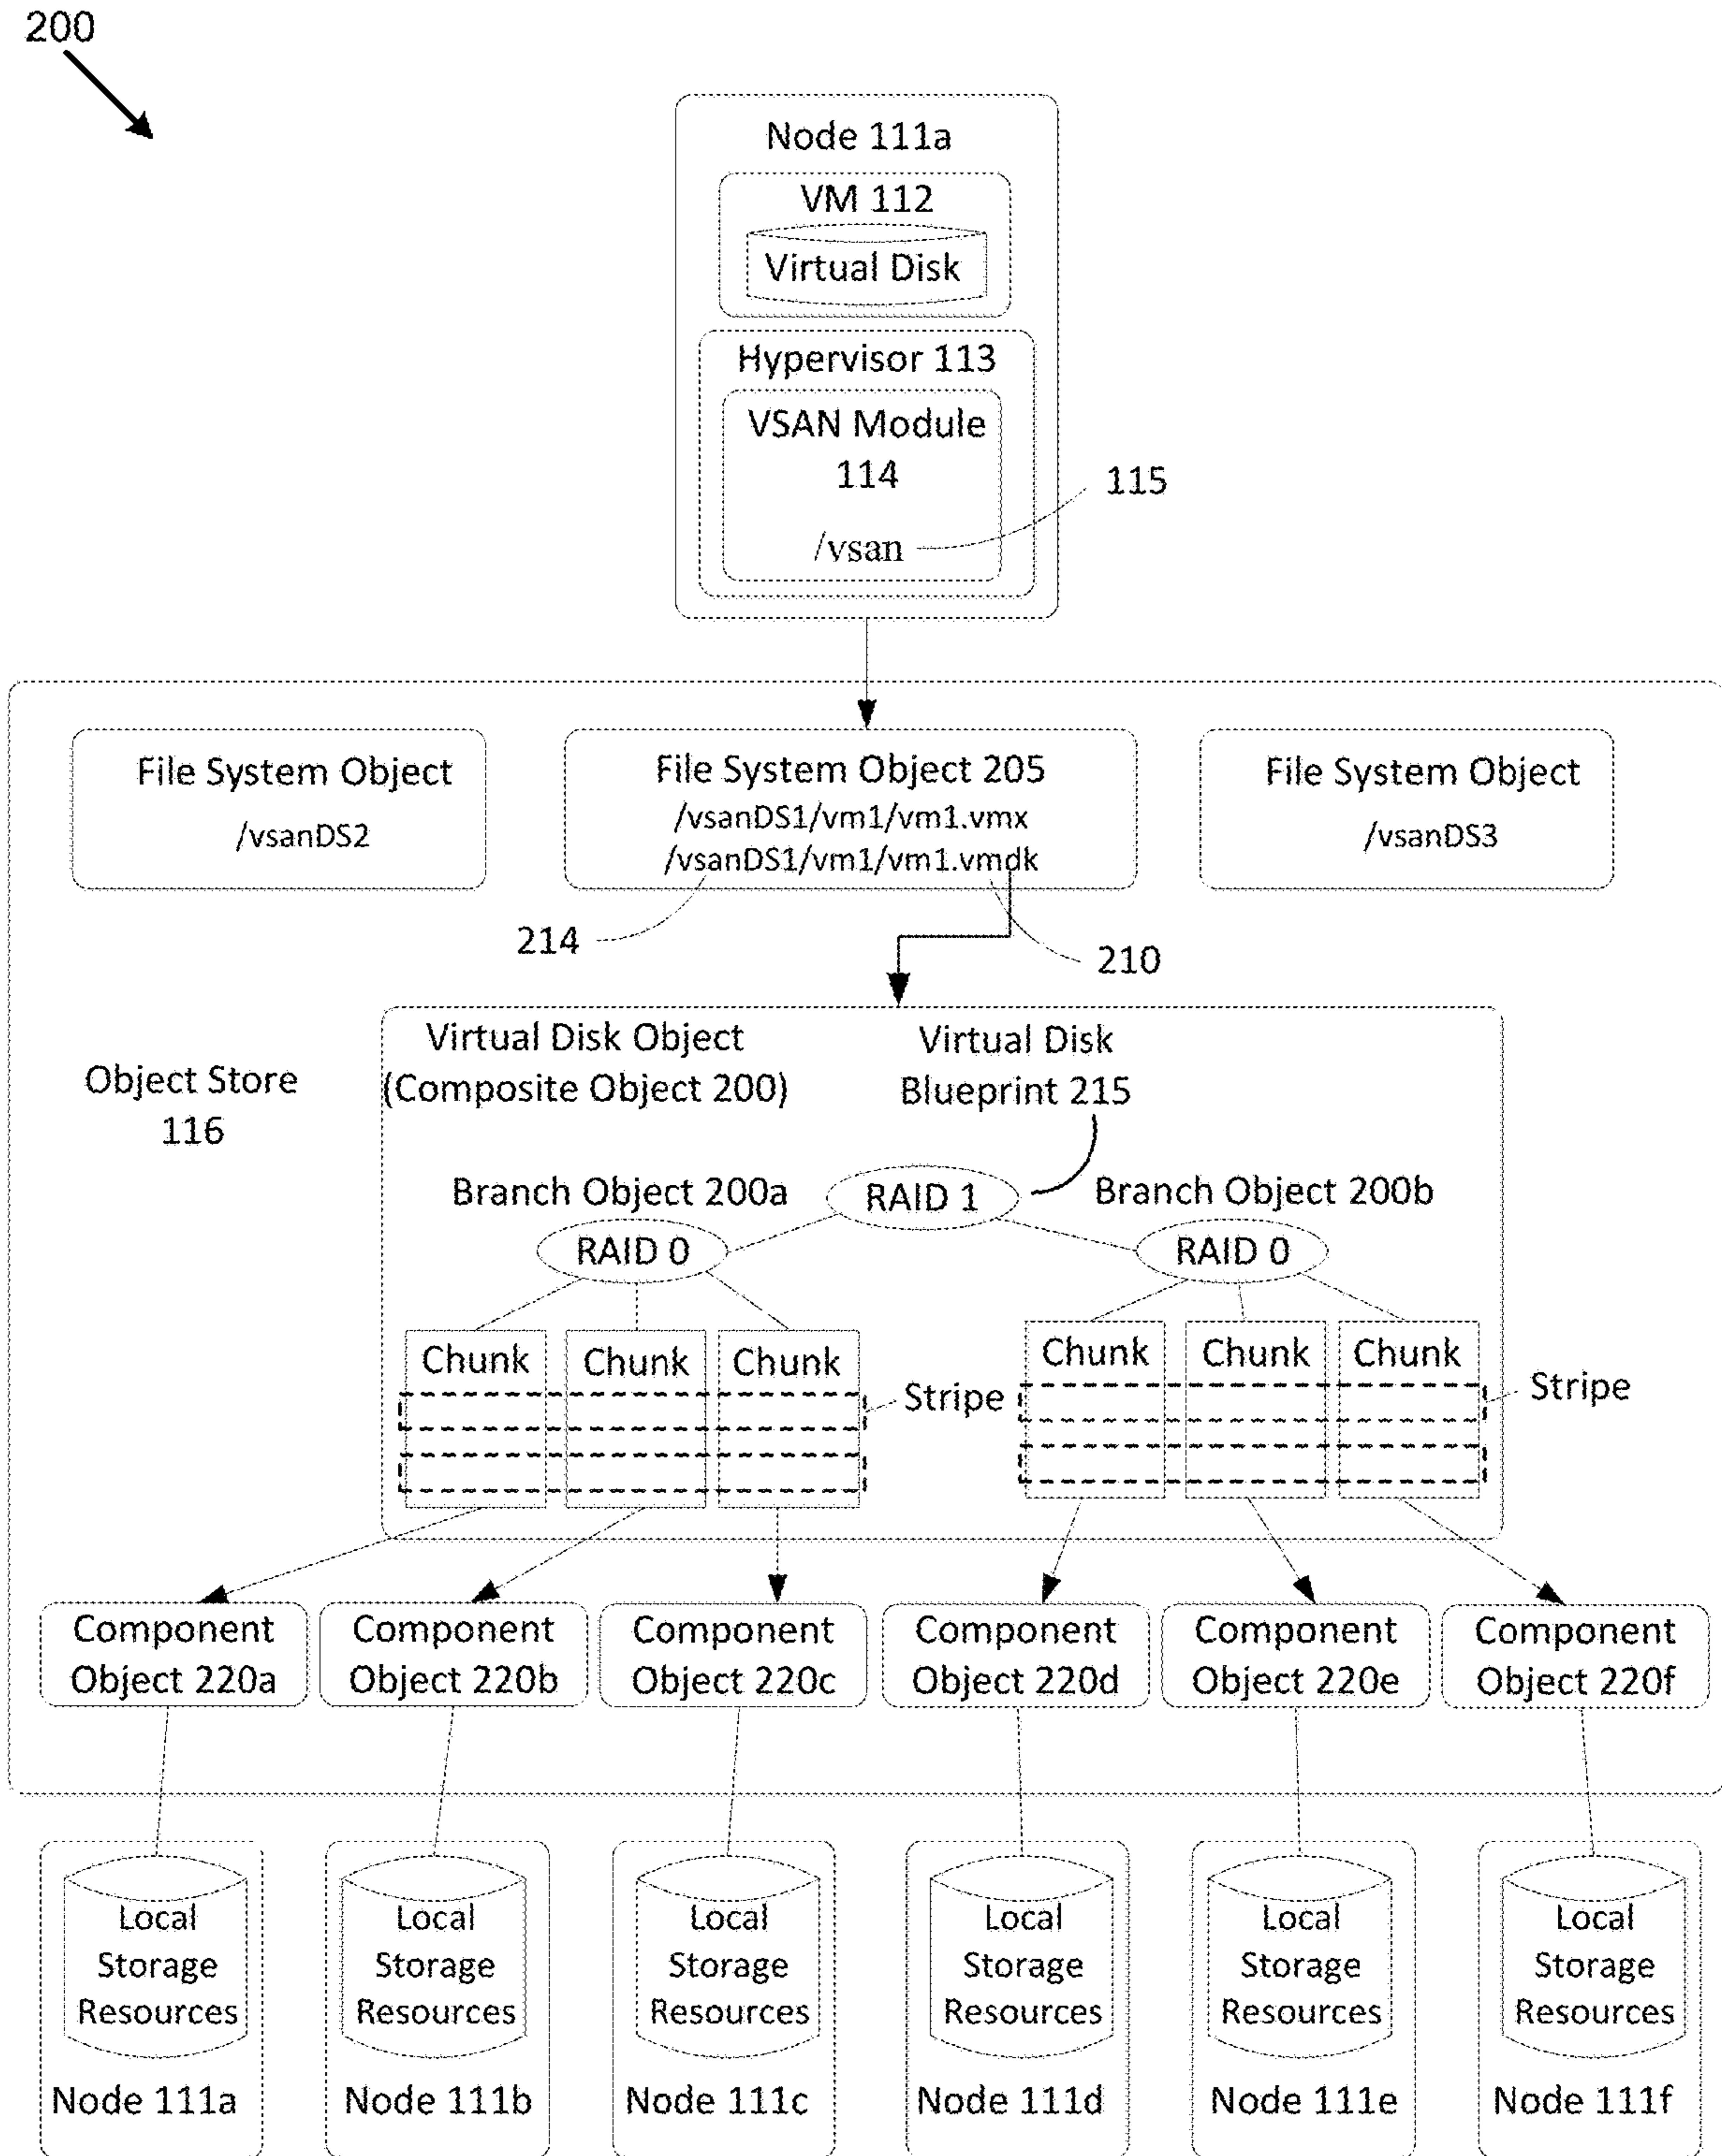 200
Node 111a
VM 112
Virtual Disk
Hypervisor 113
VSAN Module
114
115
/vsan
File System Object
/vsanDS2
File System Object 205
/vsanDS1/vm1/vm1.vmx
/vsanDS1/vm1/vm1.vmdk
File System Object
/vsanDS3
214
210
Object Store
116
Virtual Disk Object
(Composite Object 200)
Virtual Disk
Blueprint 215
Branch Object 200a
RAID 1
Branch Object 200b
RAID 0
RAID 0
Chunk
Chunk
Chunk
Stripe
Chunk
Chunk
Chunk
Stripe
Component
Object 220a
Component
Object 220b
Component
Object 220c
Component
Object 220d
Component
Object 220e
Component
Object 220f
Local
Storage
Resources
Node 111a
Local
Storage
Resources
Node 111b
Local
Storage
Resources
Node 111c
Local
Storage
Resources
Node 111d
Local
Storage
Resources
Node 111e
Local
Storage
Resources
Node 111f